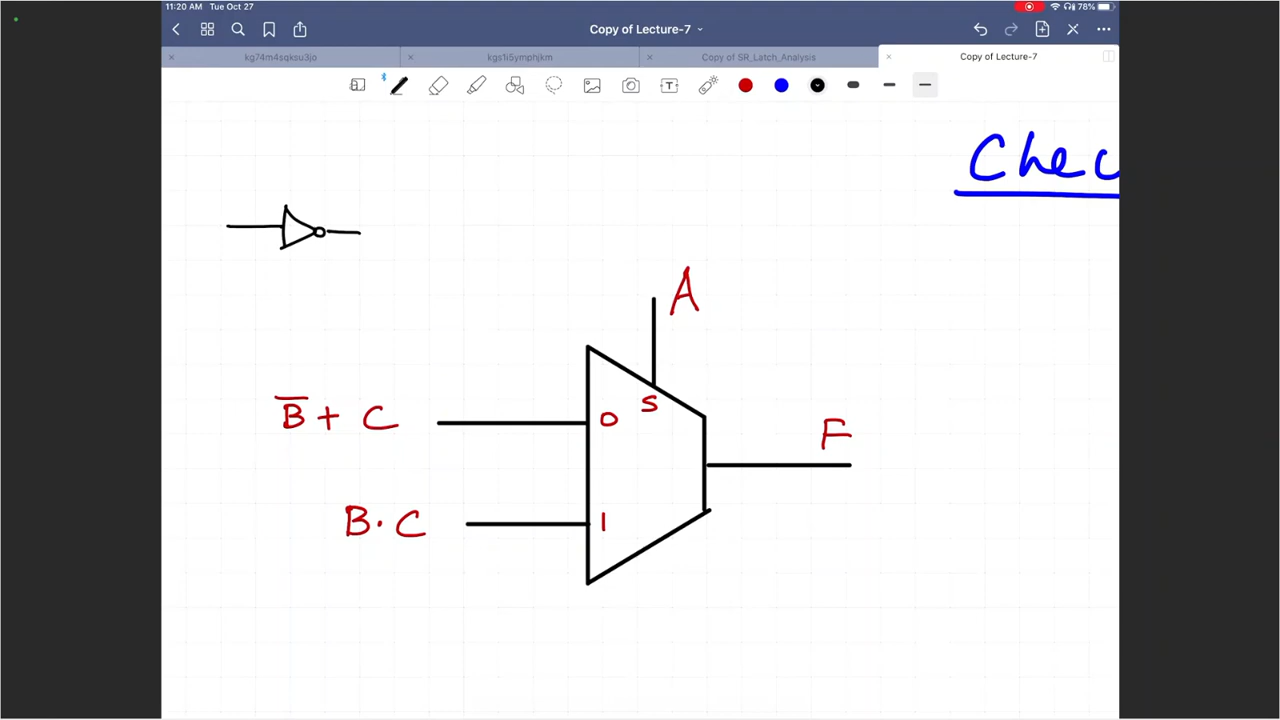 11:20 AM Tue Oct 27
78%
Copy of Lecture-7
kg74m4sqksu3jo
kgs1i5ymphjkm
Copy of SR_Latch_Analysis
Copy of Lecture-7
T
Chec
A
S
B̅ + C
0
F
B·C
1